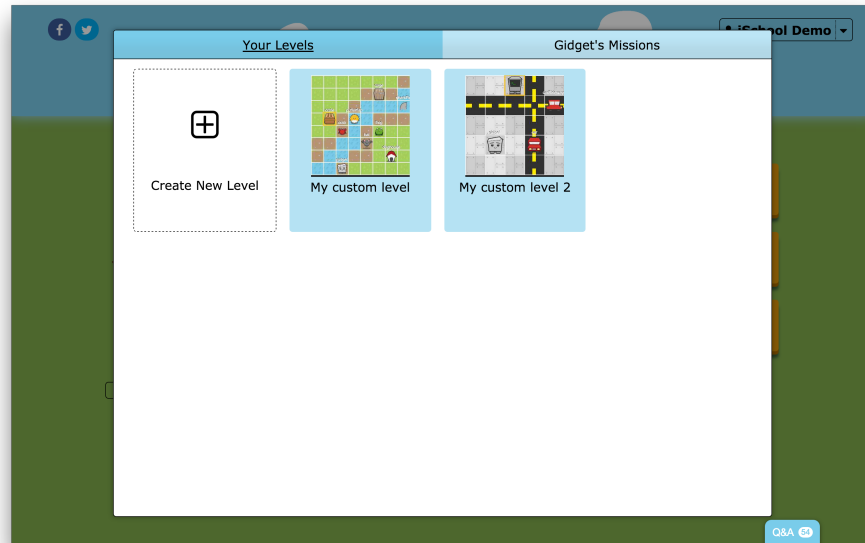 iSchool Demo
Your Levels
Gidget's Missions
Create New Level
My custom level
My custom level 2
Q&A 54